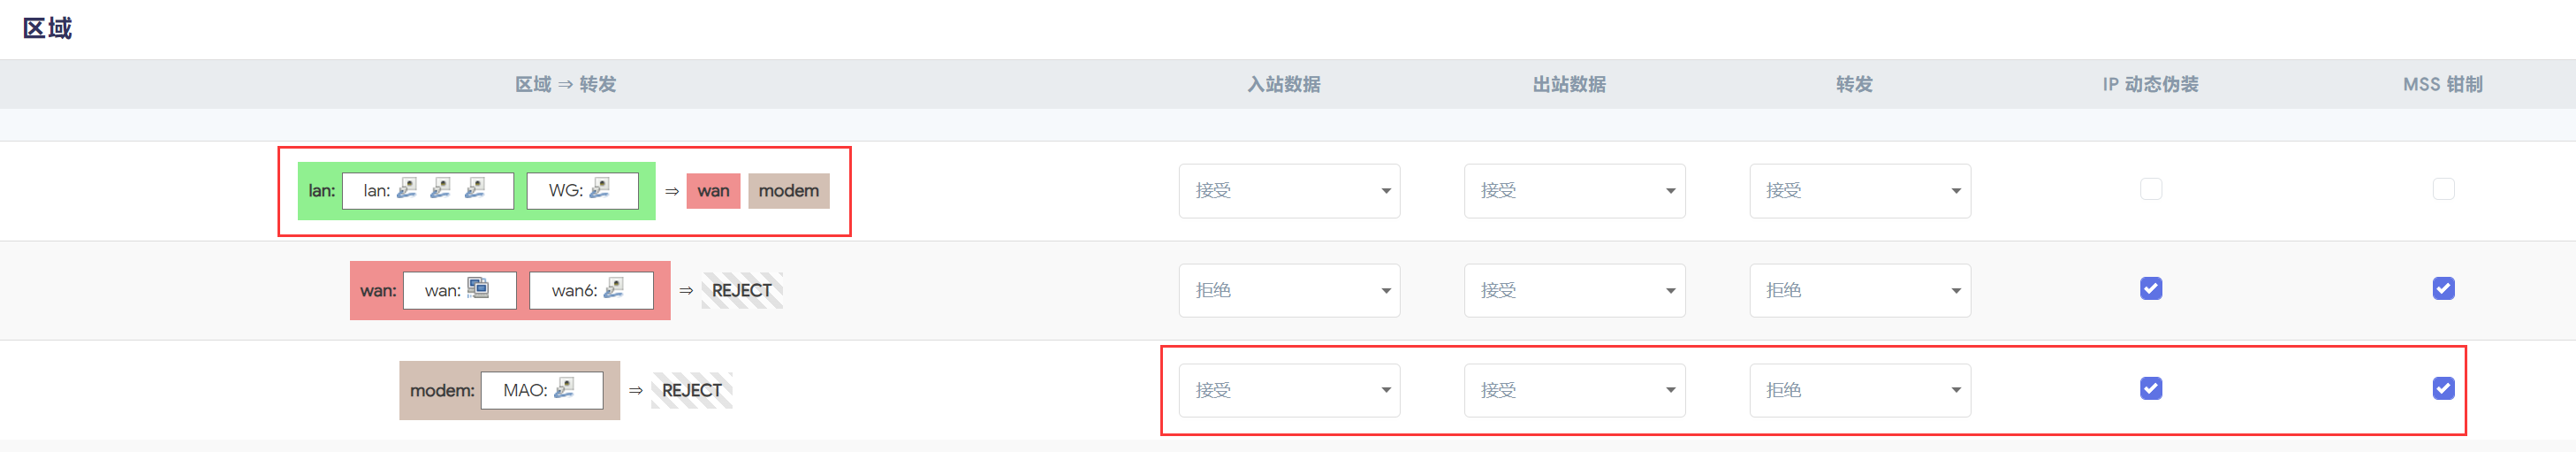 区域
区域 ⇒ 转发 入站数据 出站数据 转发 IP 动态伪装 MSS 钳制
lan: lan: WG: ⇒ wan modem 接受 接受 接受
wan: wan: wan6: ⇒ REJECT 拒绝 接受 拒绝
modem: MAO: ⇒ REJECT 接受 接受 拒绝